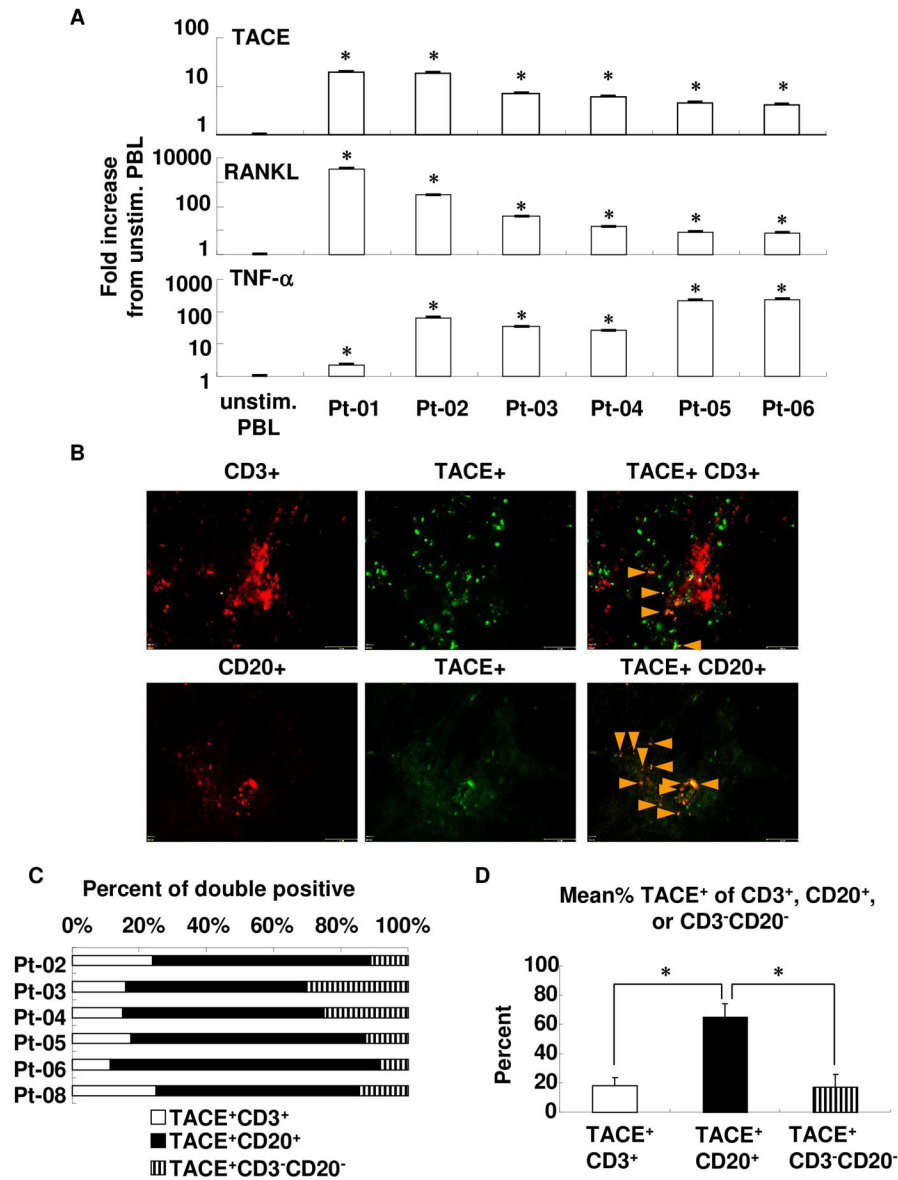 A
TACE
100
10
1
* * * * * *
RANKL
10000
100
1
* * * * * *
TNF-α
1000
100
10
1
* * * * * *
Fold increase
from unstim. PBL
unstim.
PBL
Pt-01 Pt-02 Pt-03 Pt-04 Pt-05 Pt-06
B
CD3+ TACE+ TACE+ CD3+
CD20+ TACE+ TACE+ CD20+
C
Percent of double positive
0% 20% 40% 60% 80% 100%
Pt-02
Pt-03
Pt-04
Pt-05
Pt-06
Pt-08
TACE⁺CD3⁺
TACE⁺CD20⁺
TACE⁺CD3⁻CD20⁻
D
Mean% TACE⁺ of CD3⁺, CD20⁺,
or CD3⁻CD20⁻
100
80
60
40
20
0
Percent
* *
TACE⁺ TACE⁺ TACE⁺
CD3⁺ CD20⁺ CD3⁻CD20⁻